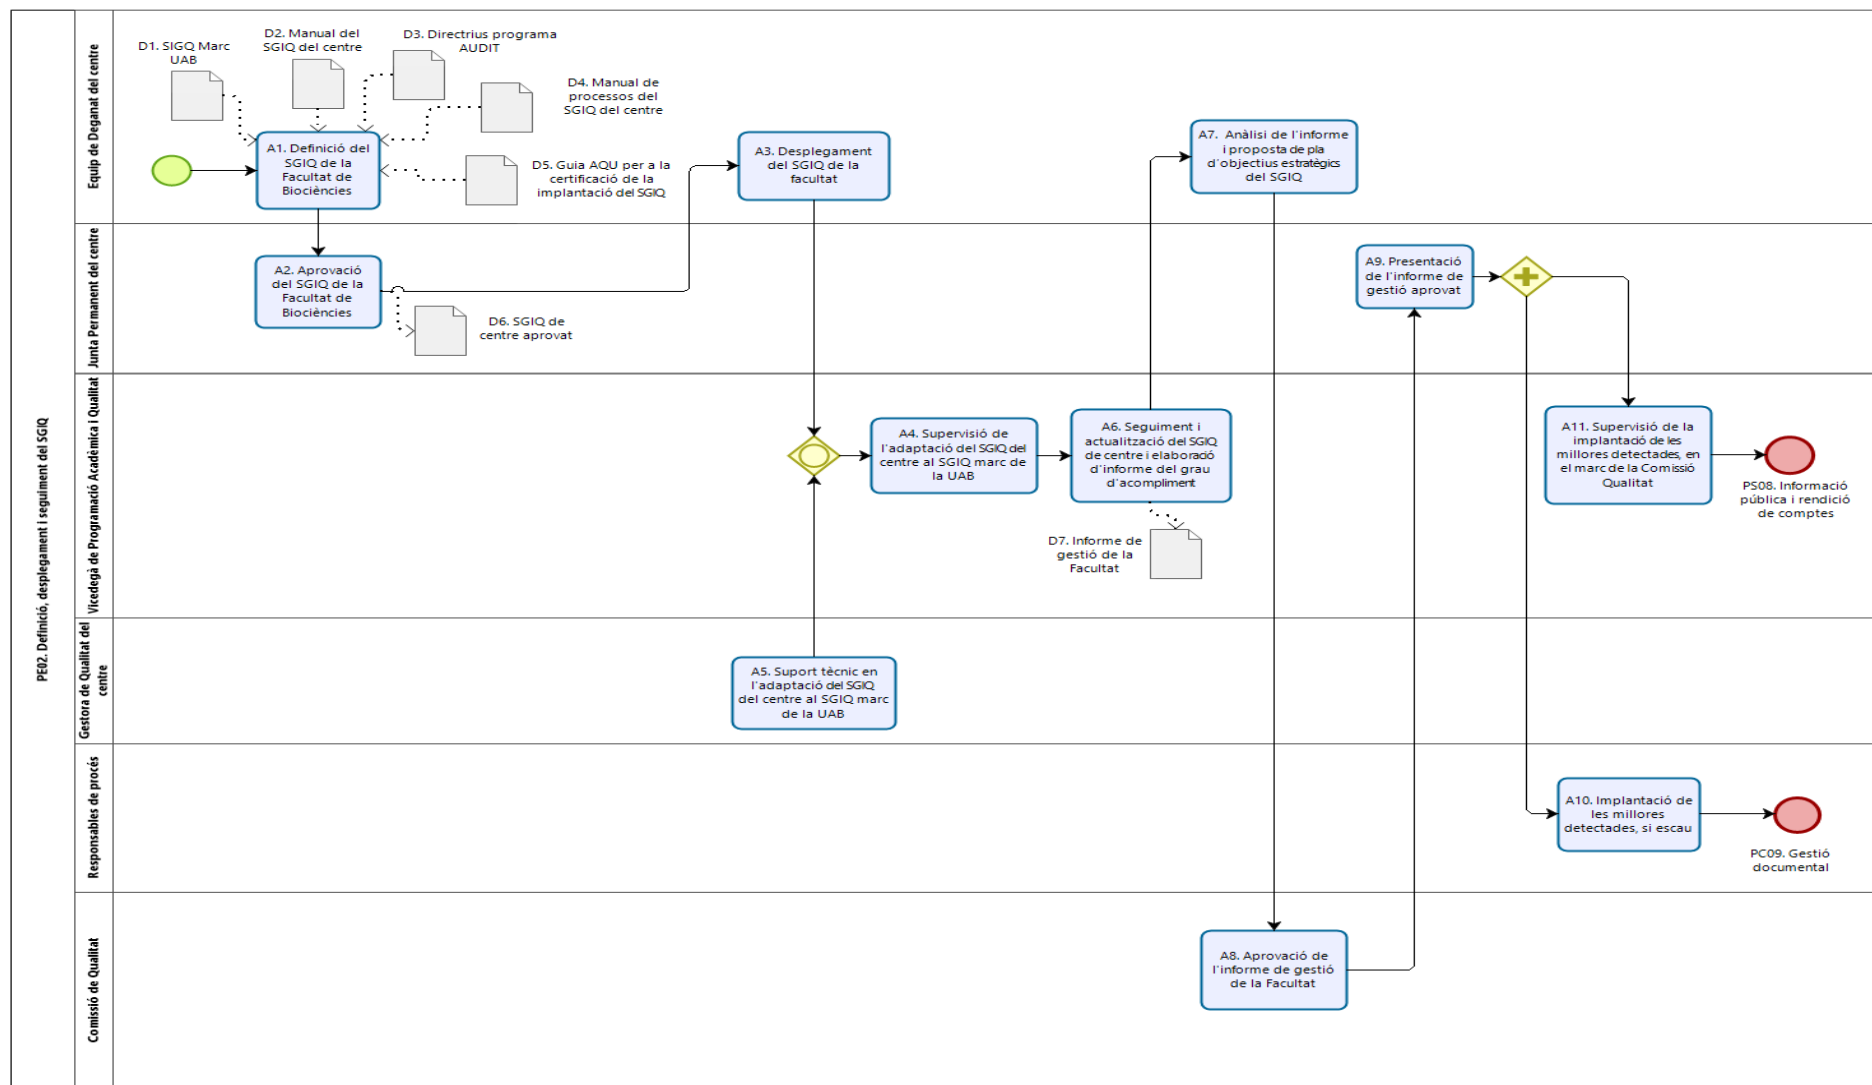 PE02. Definició, desplegament i seguiment del SGIQ
Equip de Deganat del centre
D1. SIGQ Marc
UAB
D2. Manual del
SGIQ del centre
D3. Directrius programa
AUDIT
D4. Manual de
processos del
SGIQ del centre
D5. Guia AQU per a la
certificació de la
implantació del SGIQ
A1. Definició del
SGIQ de la
Facultat de
Biociències
A3. Desplegament
del SGIQ de la
facultat
A7. Anàlisi de l'informe
i proposta de pla
d'objectius estratègics
del SGIQ
Junta Permanent del centre
A2. Aprovació
del SGIQ de la
Facultat de
Biociències
D6. SGIQ de
centre aprovat
A9. Presentació
de l'informe de
gestió aprovat
Vicedegà de Programació Acadèmica i Qualitat
A4. Supervisió de
l'adaptació del SGIQ del
centre al SGIQ marc de
la UAB
A6. Seguiment i
actualització del SGIQ
de centre i elaboració
d'informe del grau
d'acompliment
D7. Informe de
gestió de la
Facultat
A11. Supervisió de la
implantació de les
millores detectades, en
el marc de la Comissió
Qualitat
PS08. Informació
pública i rendició
de comptes
Gestora de Qualitat del
centre
A5. Suport tècnic en
l'adaptació del SGIQ
del centre al SGIQ marc
de la UAB
Responsables de procés
A10. Implantació de
les millores
detectades, si escau
PC09. Gestió
documental
Comissió de Qualitat
A8. Aprovació de
l'informe de gestió
de la Facultat